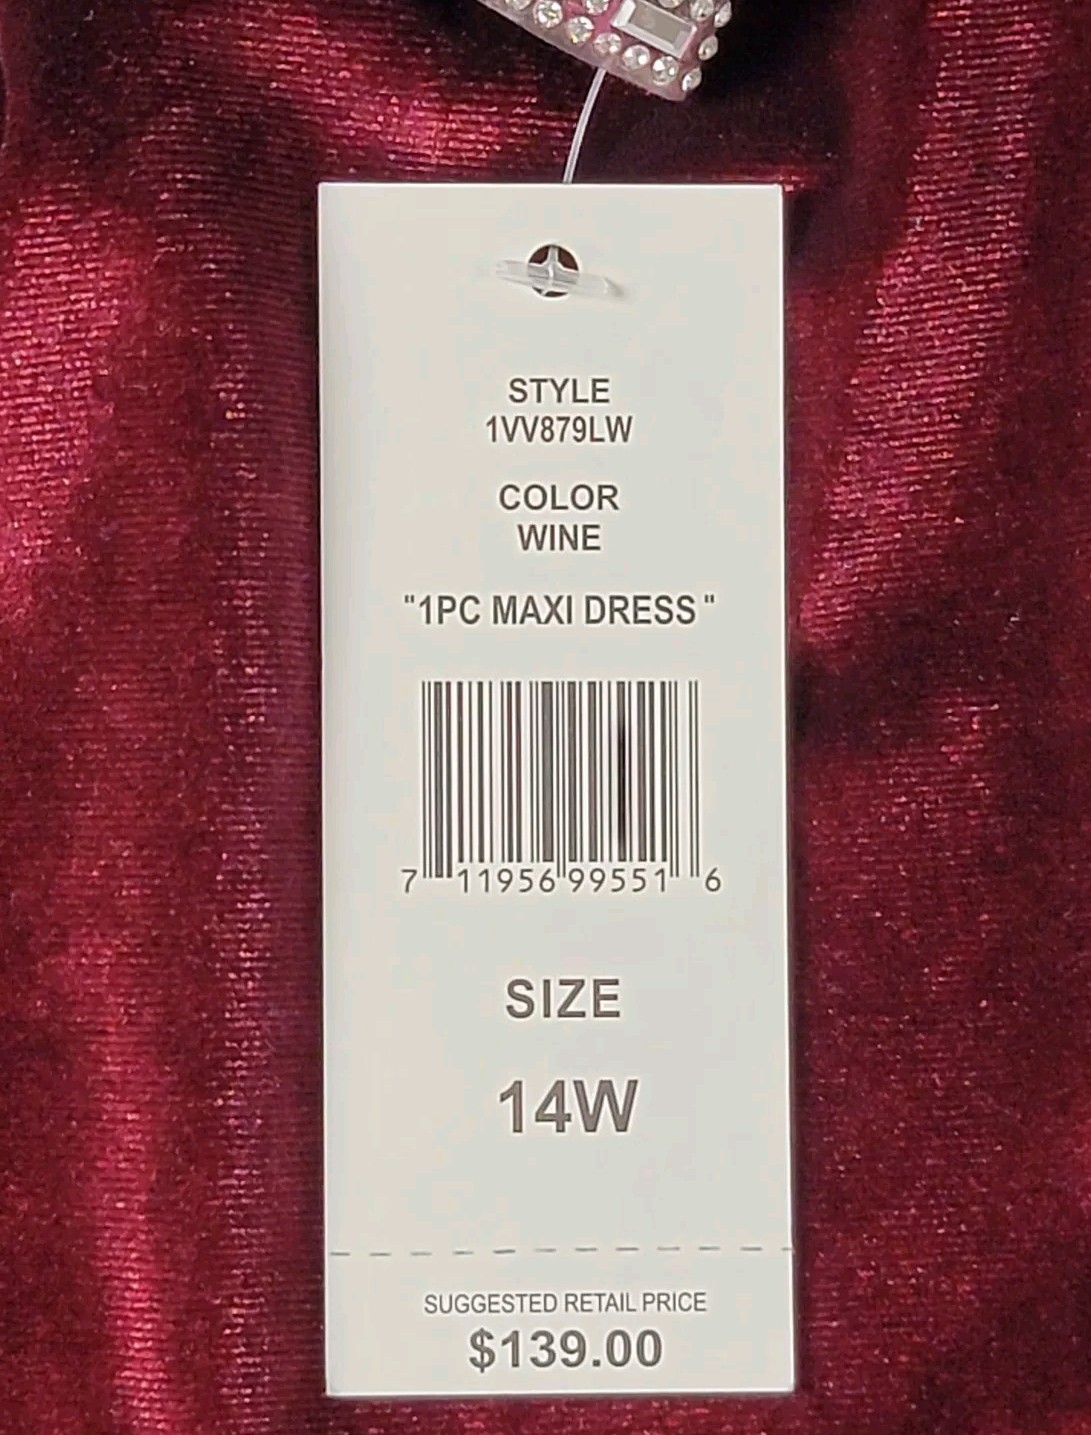 STYLE
1VV879LW
COLOR
WINE
"1PC MAXI DRESS"
7 11956 99551 6
SIZE
14W
SUGGESTED RETAIL PRICE
$139.00